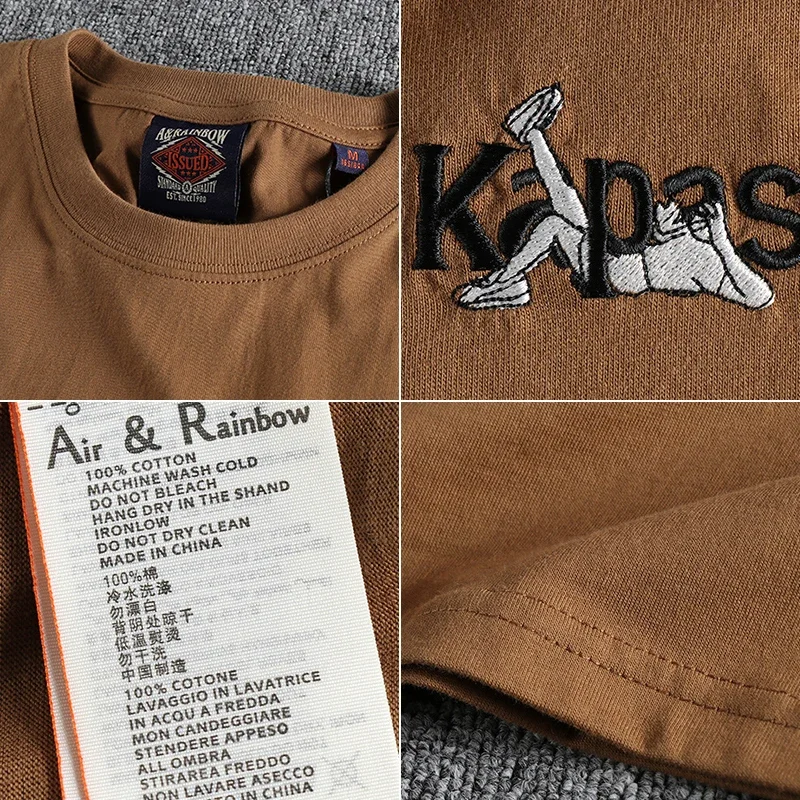 A&RAINBOW
ISSUED
STANDARD QUALITY
EST. SINCE 1980
M
Kapas
Air & Rainbow
100% COTTON
MACHINE WASH COLD
DO NOT BLEACH
HANG DRY IN THE SHAND
IRONLOW
DO NOT DRY CLEAN
MADE IN CHINA
100%棉
冷水洗涤
勿漂白
背阴处晾干
低温熨烫
勿干洗
中国制造
100% COTONE
LAVAGGIO IN LAVATRICE
IN ACQU A FREDDA
MON CANDEGGIARE
STENDERE APPESO
ALL OMBRA
STIRAREA FREDDO
NON LAVARE ASECCO
FABBRICATO IN CHINA